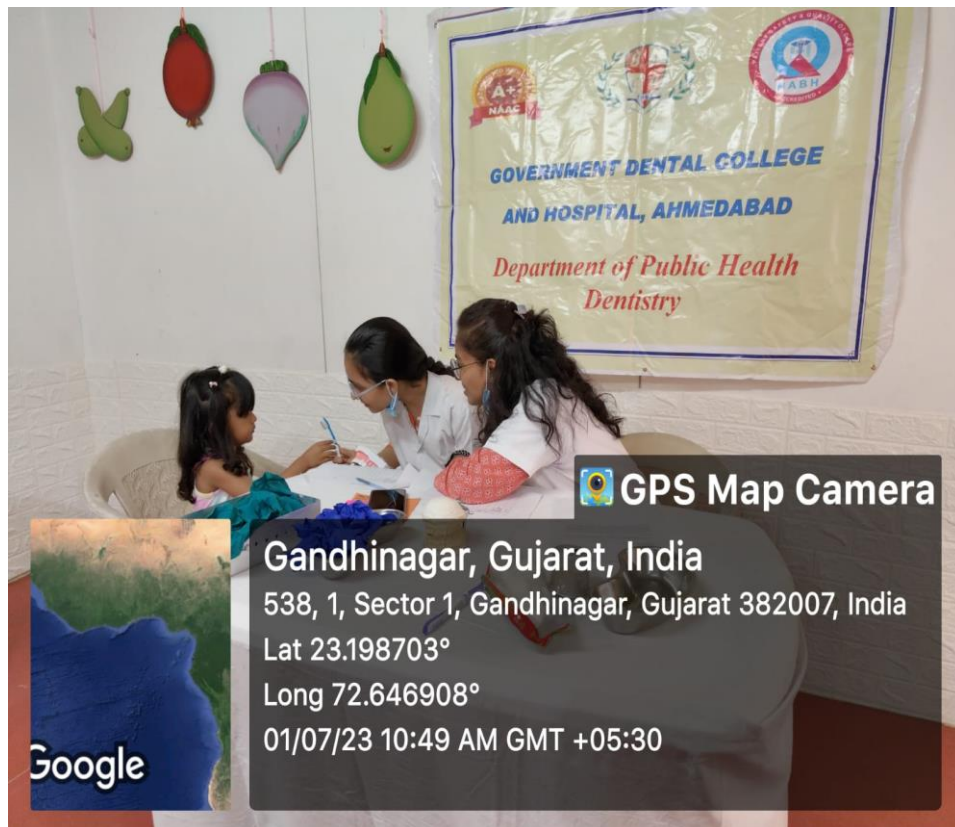 A+
NAAC
NABH
GOVERNMENT DENTAL COLLEGE
AND HOSPITAL, AHMEDABAD
Department of Public Health
Dentistry
GPS Map Camera
Gandhinagar, Gujarat, India
538, 1, Sector 1, Gandhinagar, Gujarat 382007, India
Lat 23.198703°
Long 72.646908°
01/07/23 10:49 AM GMT +05:30
Google